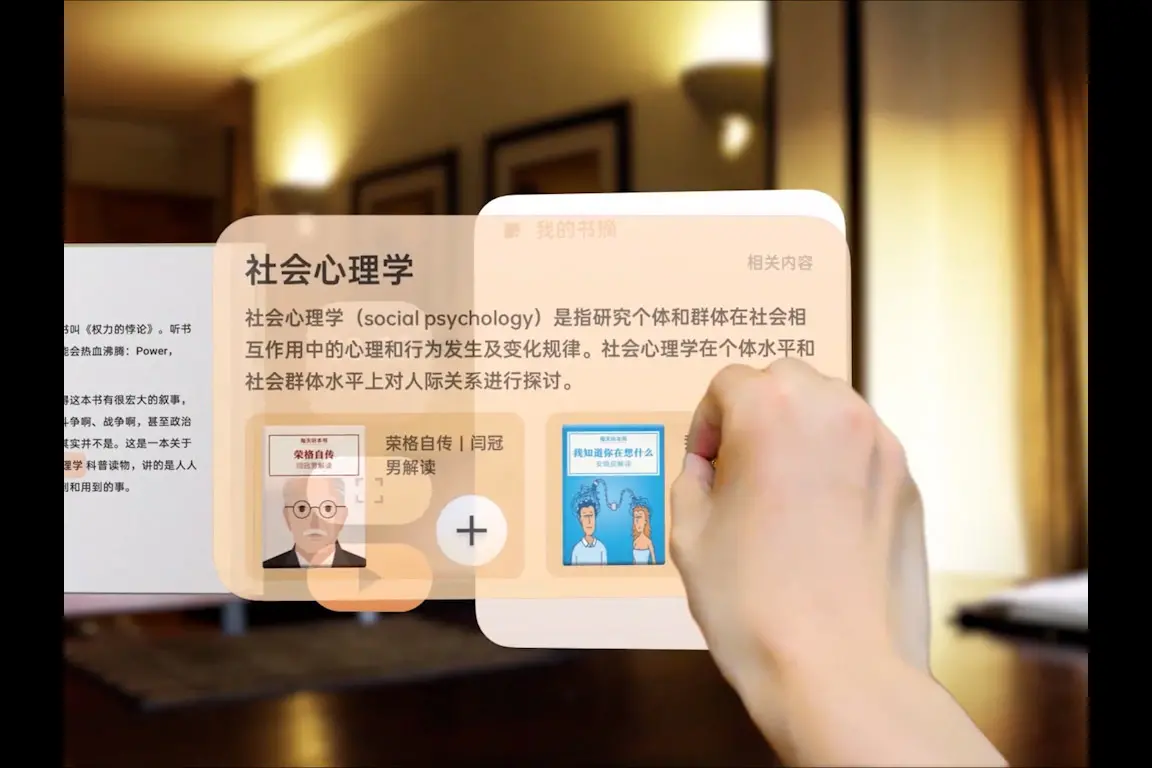 我的书摘
社会心理学
相关内容
社会心理学（social psychology）是指研究个体和群体在社会相
互作用中的心理和行为发生及变化规律。社会心理学在个体水平和
社会群体水平上对人际关系进行探讨。
书叫《权力的悖论》。听书
能会热血沸腾：Power，
得这本书有很宏大的叙事，
斗争啊、战争啊，甚至政治
其实并不是。这是一本关于
理学 科普读物，讲的是人人
到和用到的事。
每天听本书
荣格自传
闫冠男解读
荣格自传 | 闫冠
男解读
每天听本书
我知道你在想什么